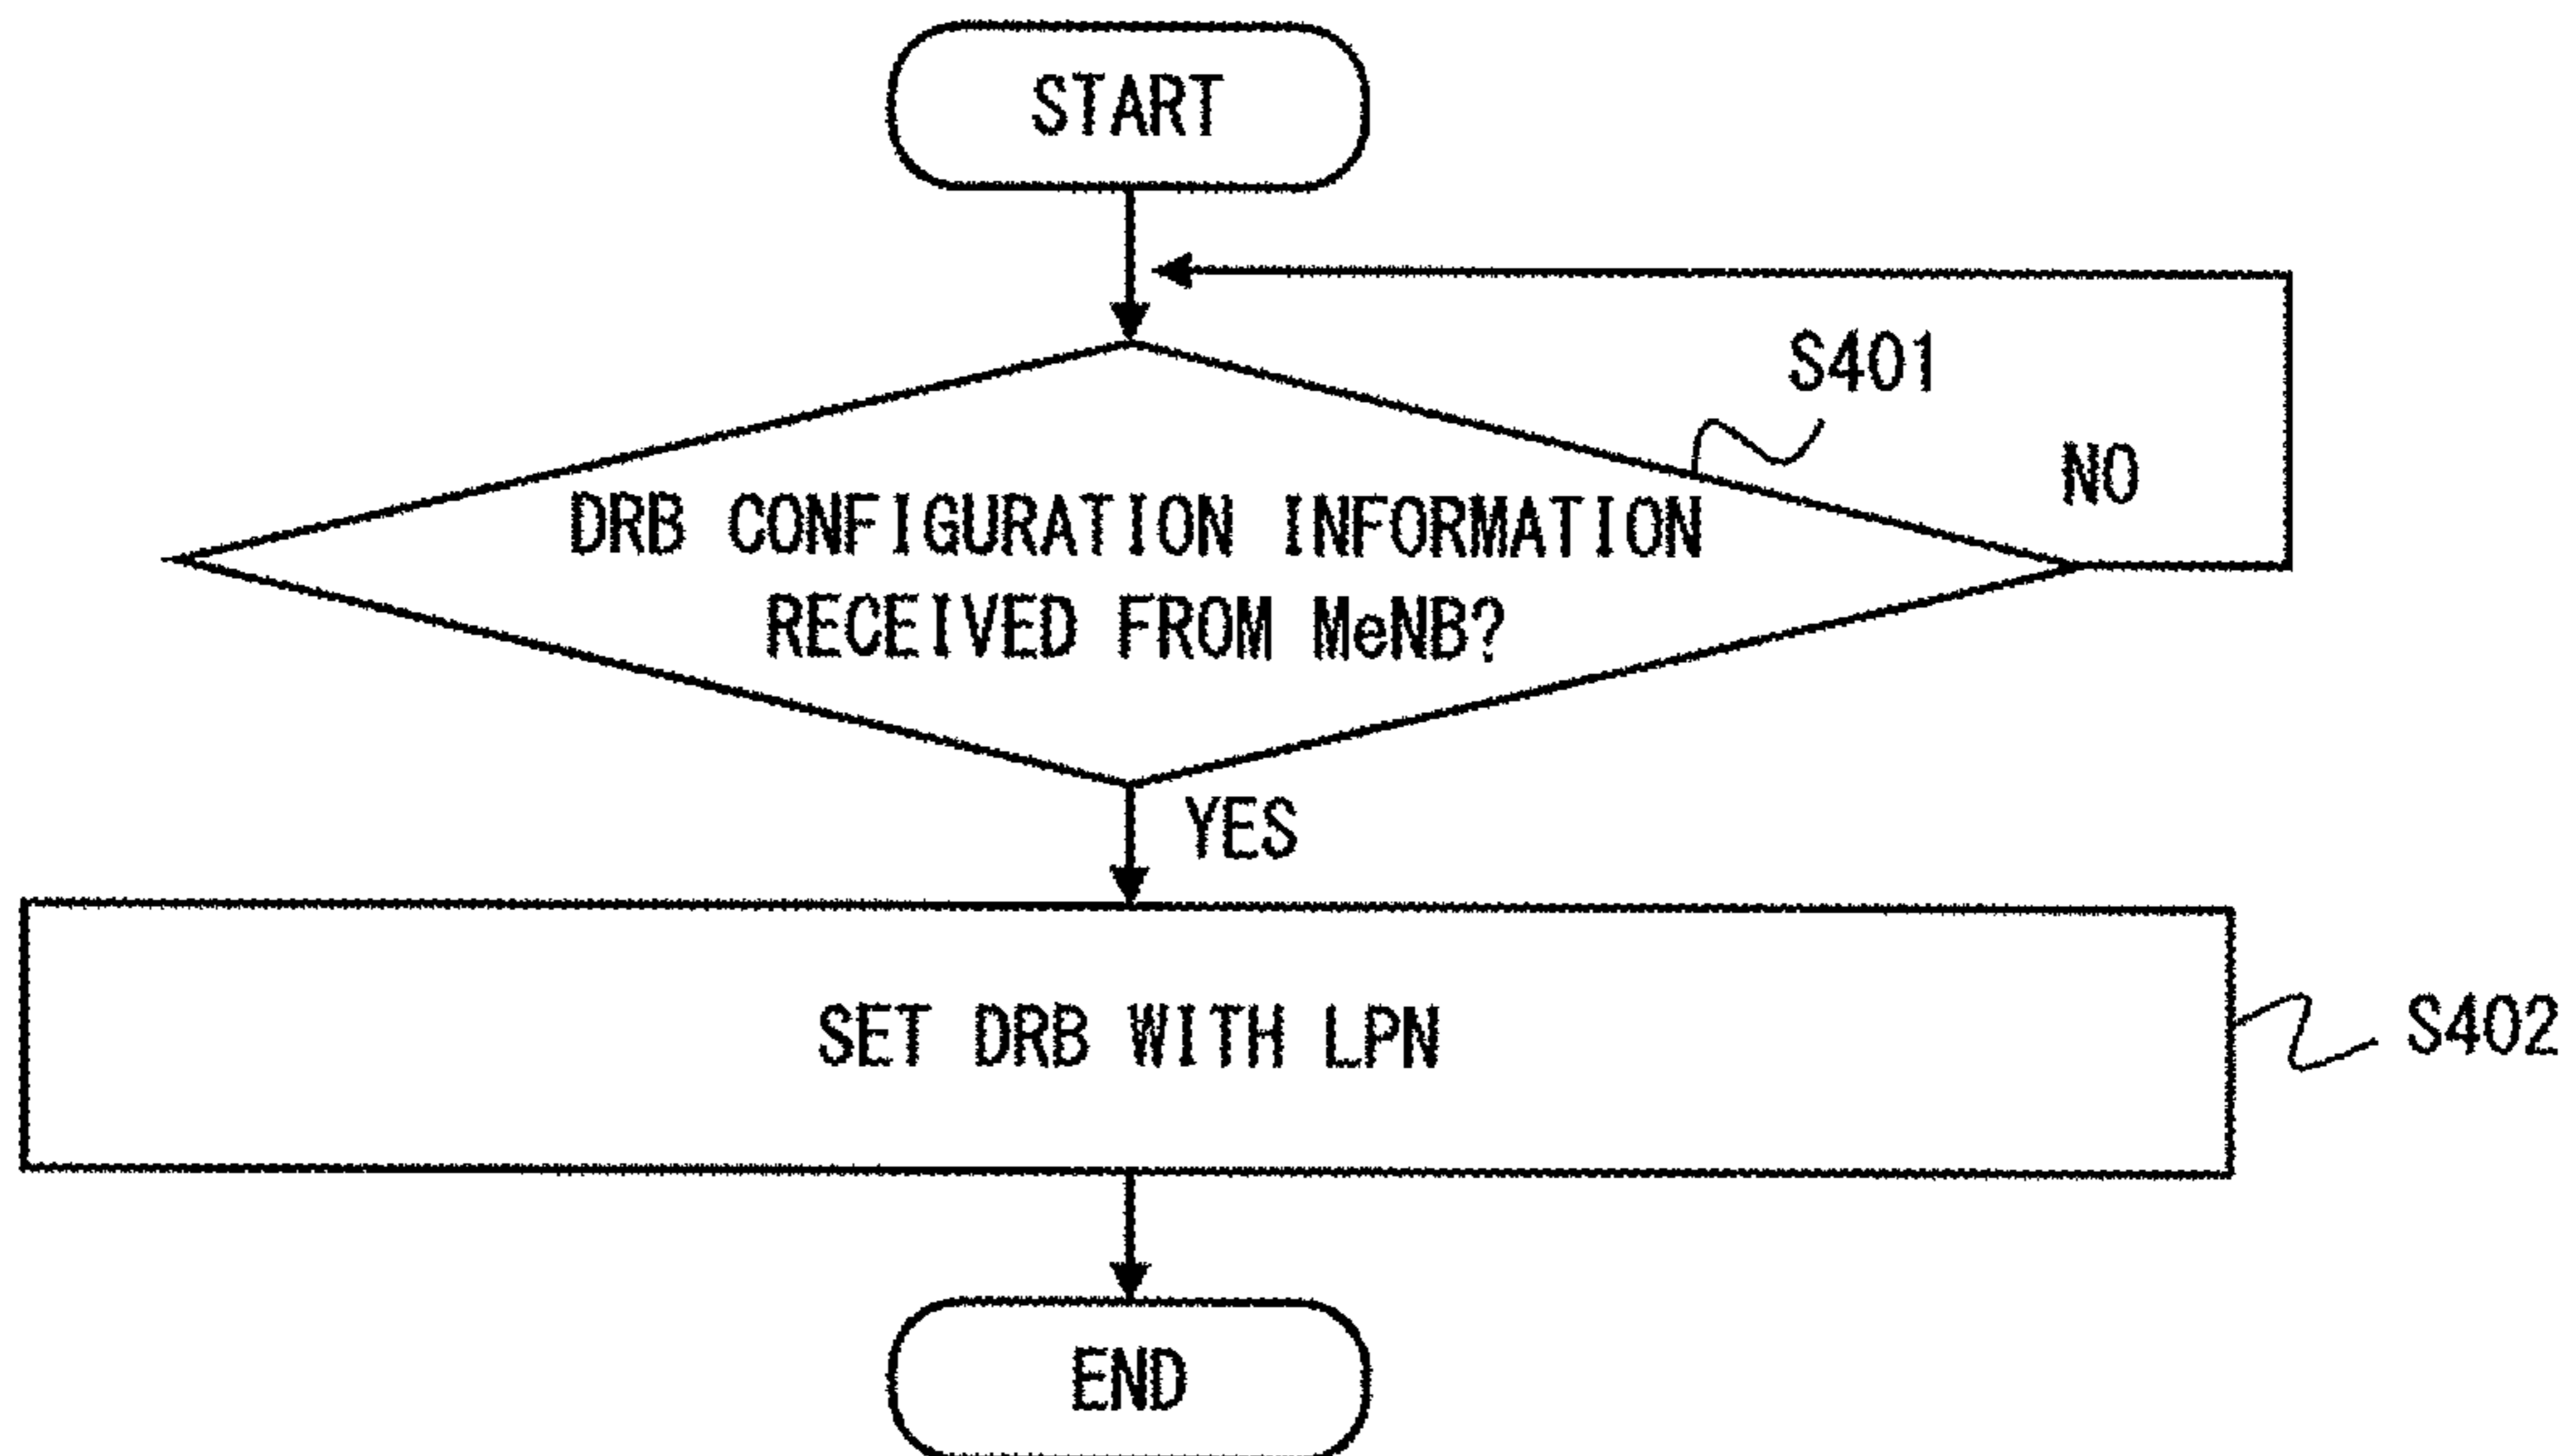 START
S401
NO
DRB CONFIGURATION INFORMATION
RECEIVED FROM MeNB?
YES
SET DRB WITH LPN
S402
END